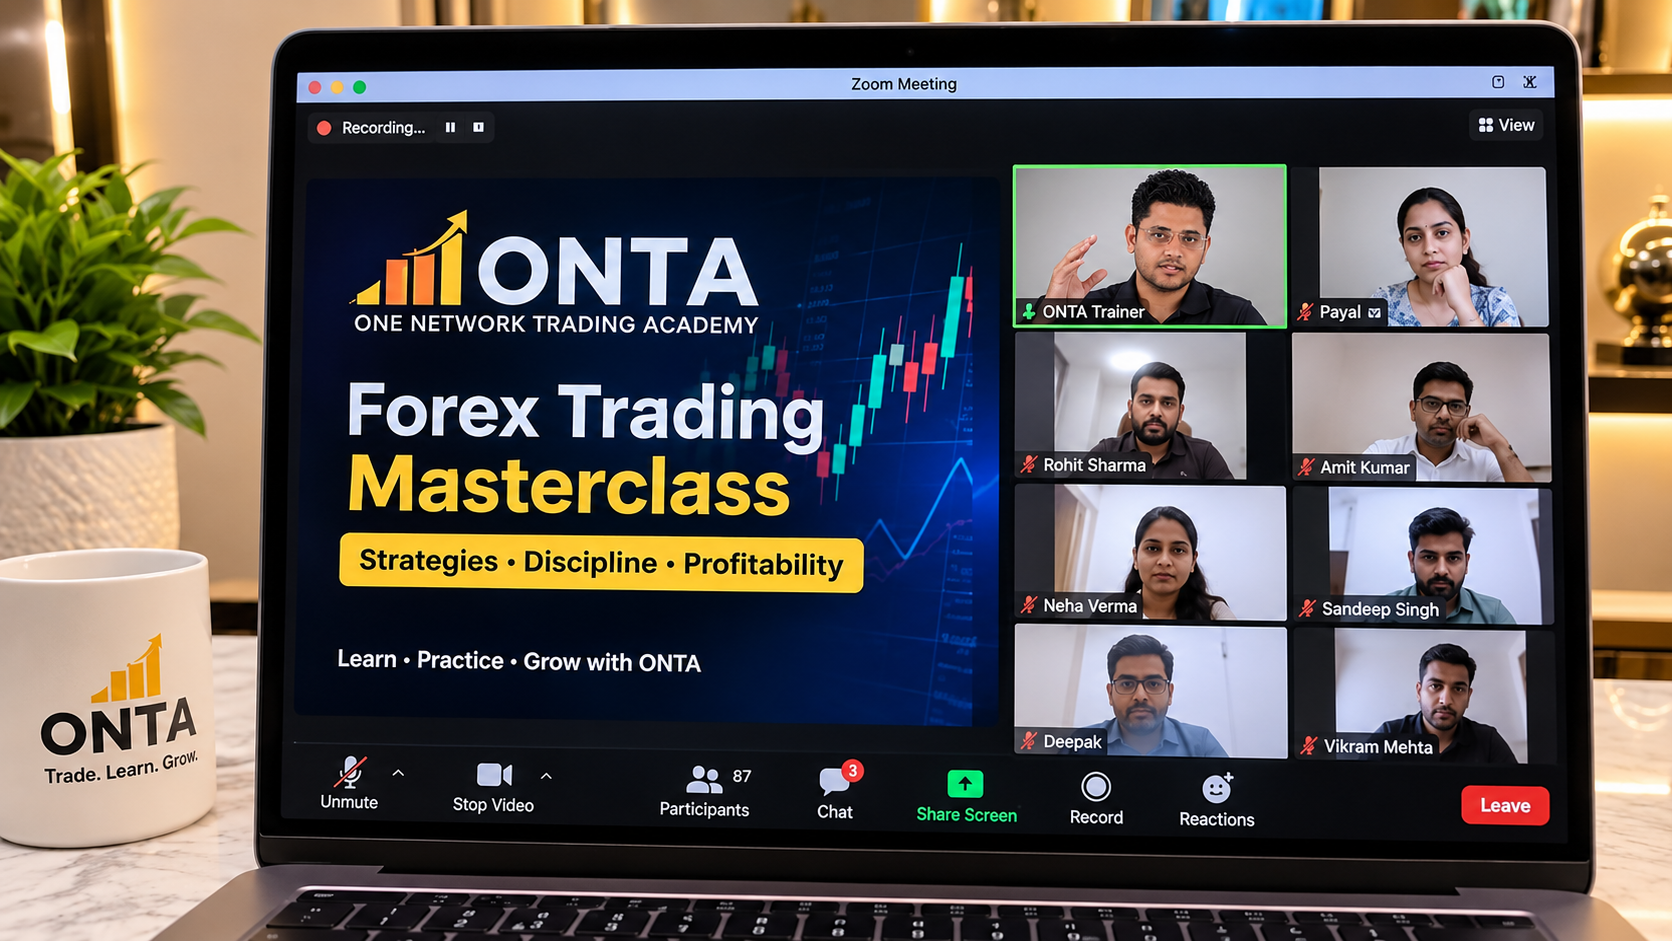 Zoom Meeting
Recording...
View
ONTA
ONE NETWORK TRADING ACADEMY
Forex Trading
Masterclass
Strategies • Discipline • Profitability
Learn • Practice • Grow with ONTA
ONTA Trainer
Payal
Rohit Sharma
Amit Kumar
Neha Verma
Sandeep Singh
Deepak
Vikram Mehta
Unmute
Stop Video
87
Participants
3
Chat
Share Screen
Record
Reactions
Leave
ONTA
Trade. Learn. Grow.